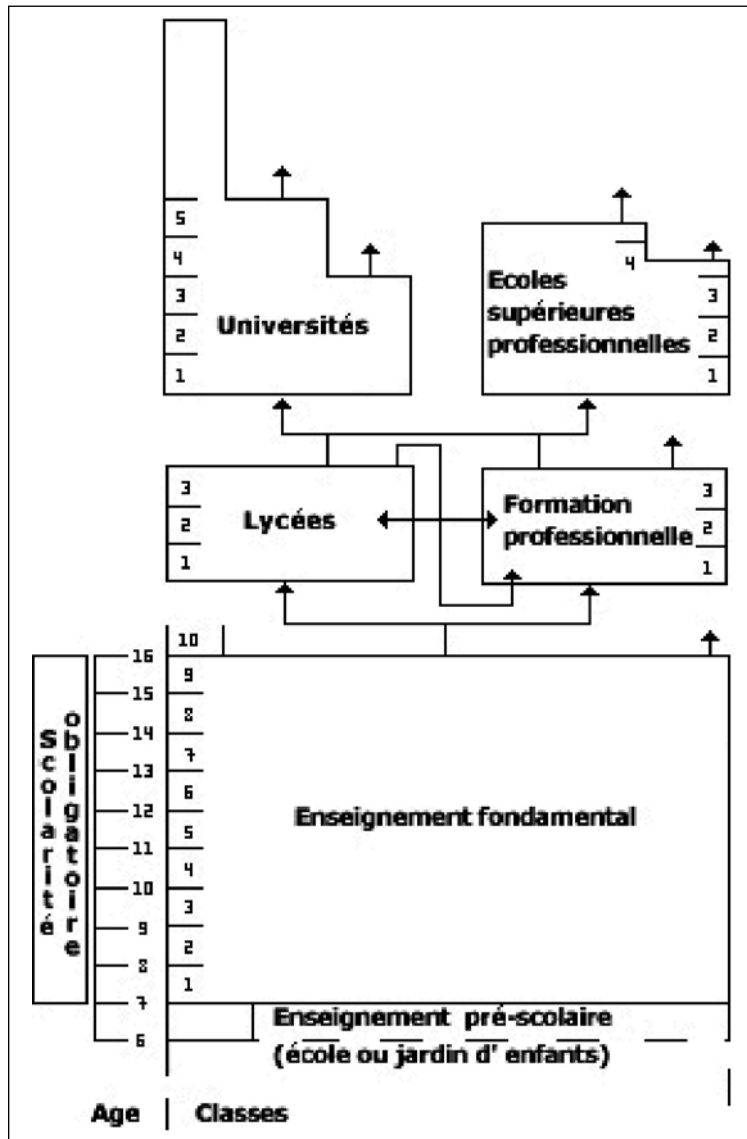 5
4
3
2
1
Universités
4
3
2
1
Ecoles
supérieures
professionnelles
3
2
1
Lycées
3
2
1
Formation
professionnelle
10
9
8
7
6
5
4
3
2
1
16
15
14
13
12
11
10
9
8
7
6
Scolarité
obligatoire
Enseignement fondamental
Enseignement pré-scolaire
(école ou jardin d' enfants)
Age
Classes